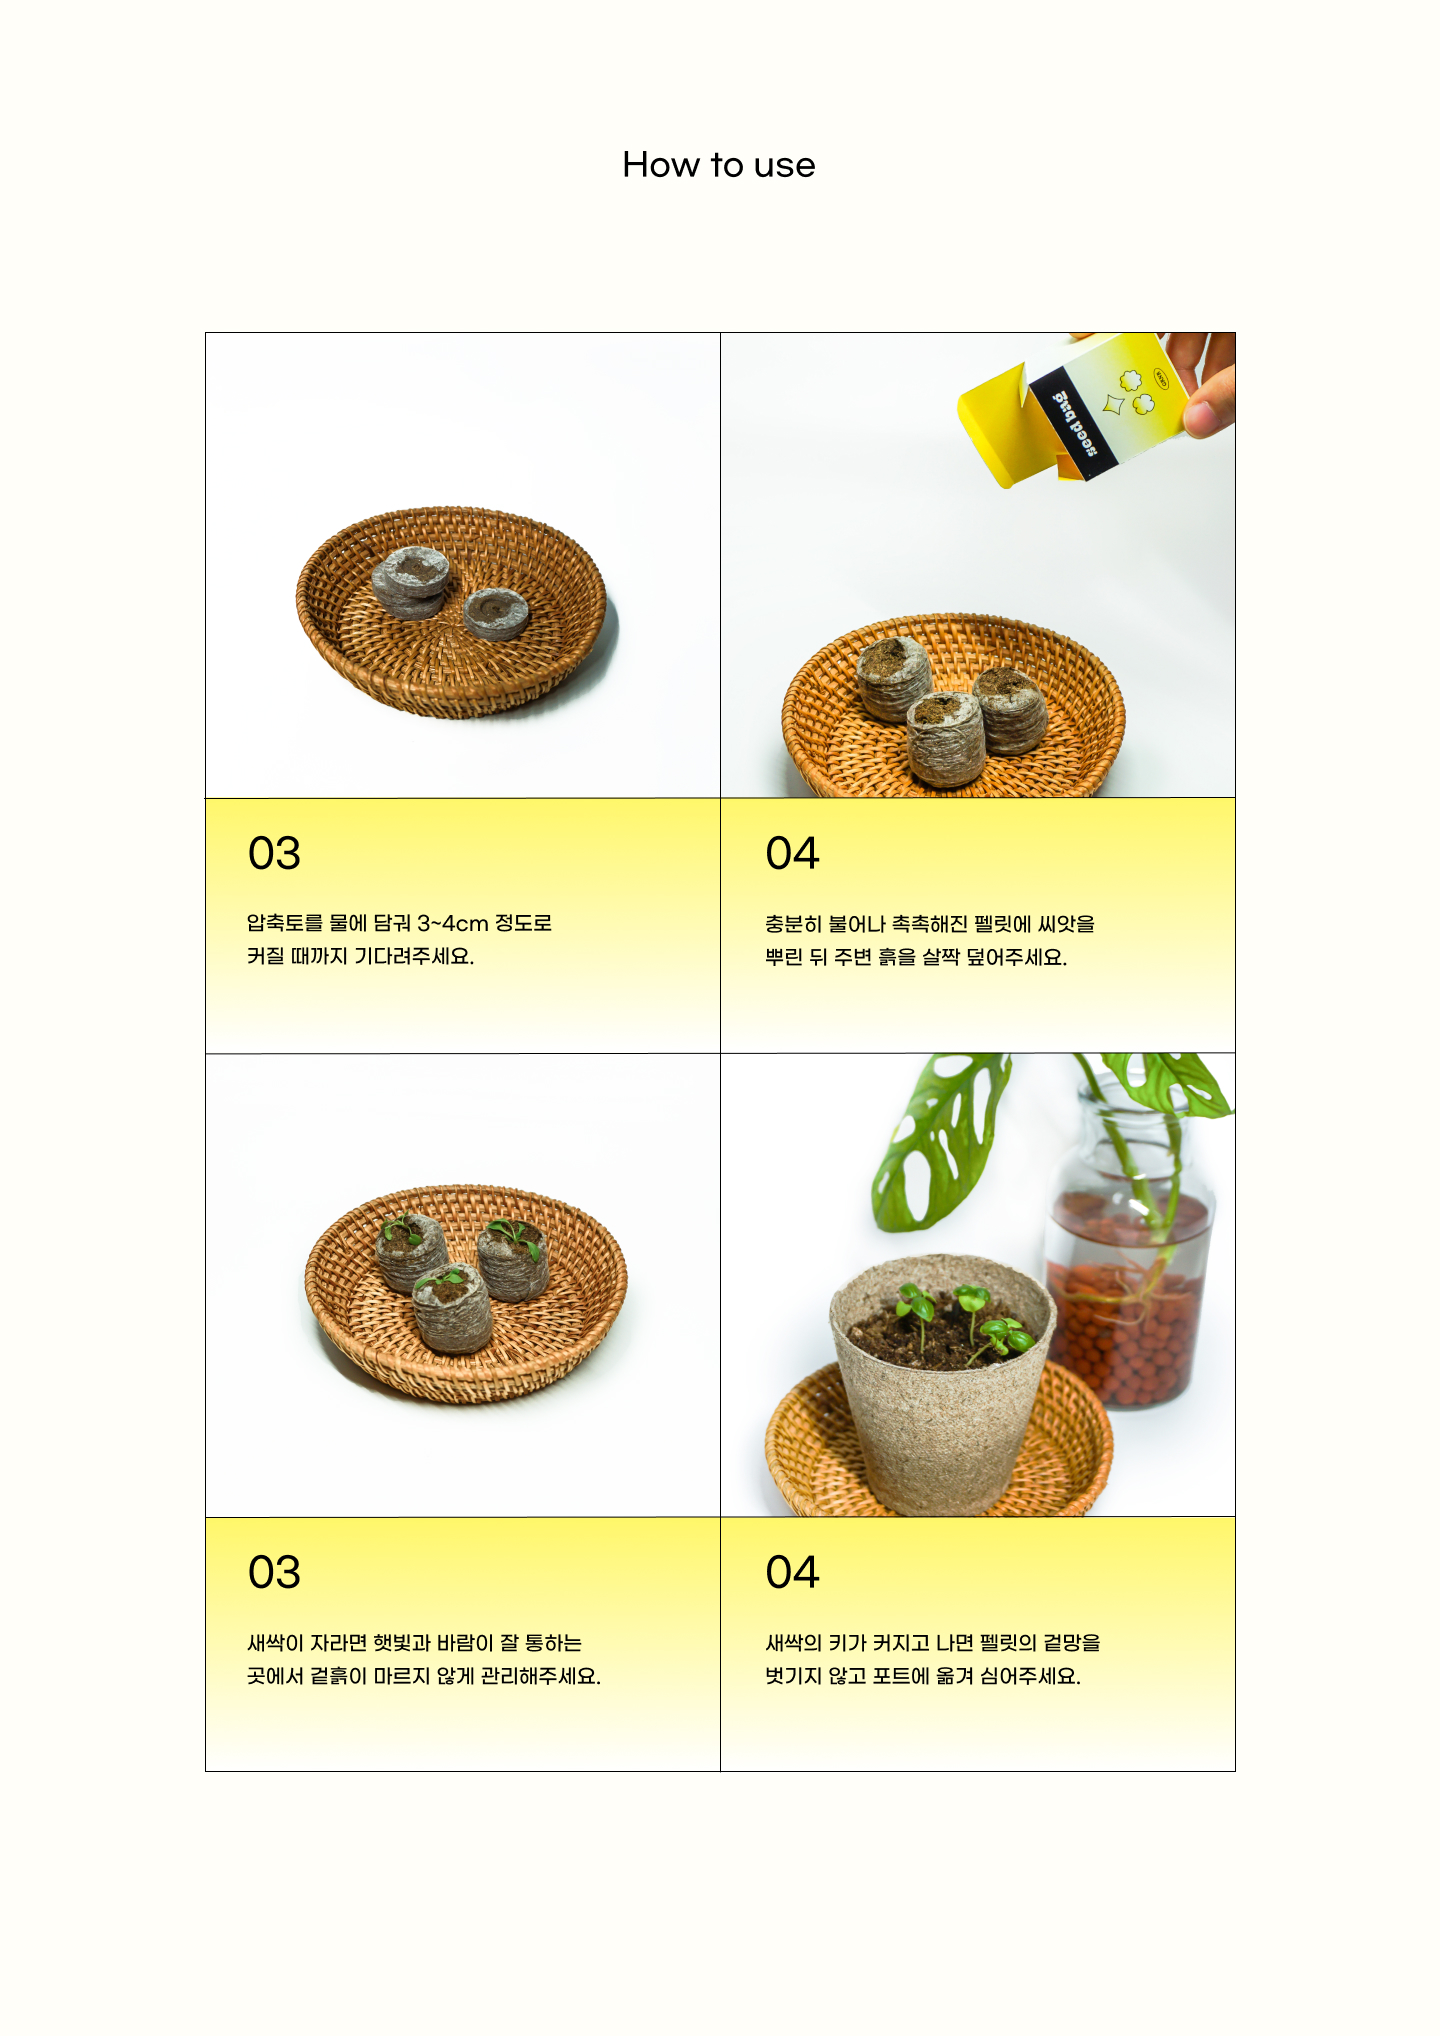 How to use
seed bag
03
압축토를 물에 담궈 3~4cm 정도로
커질 때까지 기다려주세요.
04
충분히 불어나 촉촉해진 펠릿에 씨앗을
뿌린 뒤 주변 흙을 살짝 덮어주세요.
03
새싹이 자라면 햇빛과 바람이 잘 통하는
곳에서 겉흙이 마르지 않게 관리해주세요.
04
새싹의 키가 커지고 나면 펠릿의 겉망을
벗기지 않고 포트에 옮겨 심어주세요.